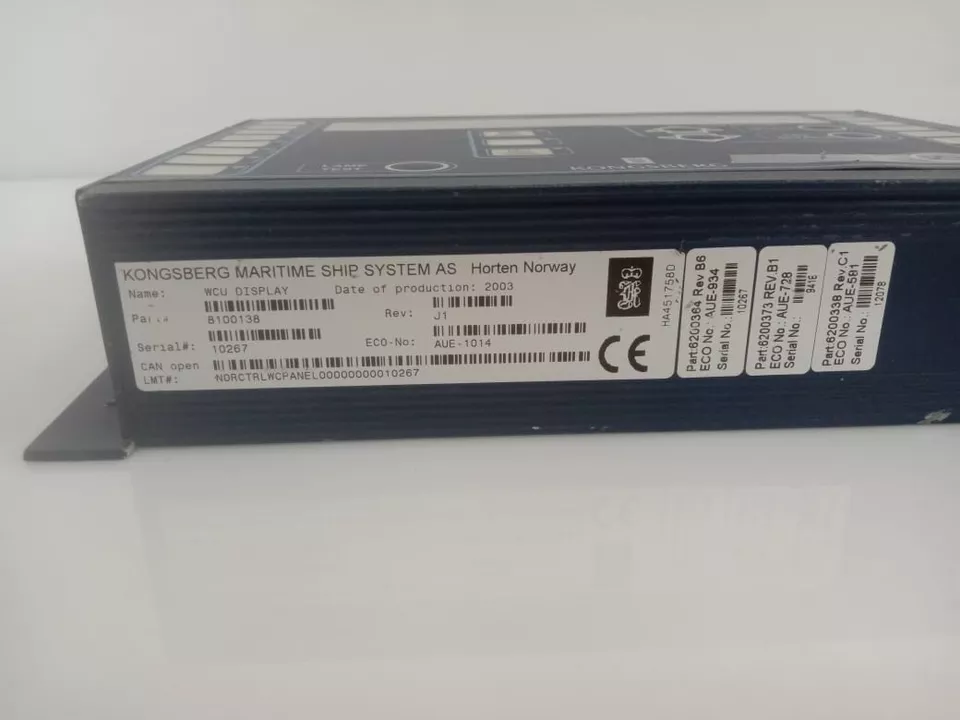 LAMP
TEST
KONGSBERG
KONGSBERG MARITIME SHIP SYSTEM AS Horten Norway
Name: WCU DISPLAY Date of production: 2003
8100138 Rev: J1
Serial#: 10267 ECO-No: AUE-1014
CAN open
LMT#: NORCTRLWCPANEL00000000010267
CE
HA451758D
Part:6200364 Rev B6
ECO No.: AUE-934
Serial No.:
10267
Part:6200373 REV.B1
ECO No.: AUE-728
Serial No.:
9416
Part:6200338 Rev.C1
ECO No.: AUE-581
Serial No.:
12078